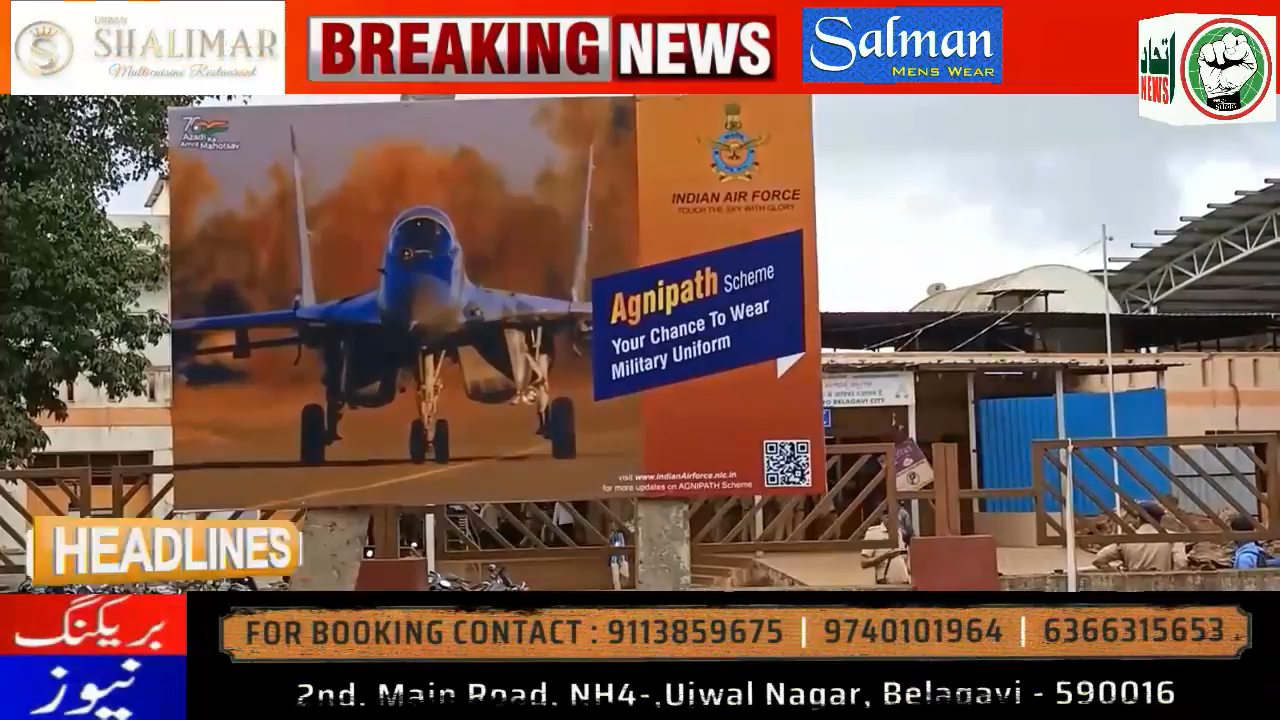 URBAN
SHALIMAR
Multicuisine Restaurant
BREAKING NEWS
Salman
MENS WEAR
اتحاد
NEWS
75
Azadi Ka
Amrit Mahotsav
INDIAN AIR FORCE
TOUCH THE SKY WITH GLORY
Agnipath Scheme
Your Chance To Wear
Military Uniform
visit www.indianAirforce.nic.in
for more updates on AGNIPATH Scheme
BELAGAVI CITY
P
HEADLINES
بریکنگ
نیوز
FOR BOOKING CONTACT : 9113859675 | 9740101964 | 6366315653
2nd. Main Road, NH4-,Ujwal Nagar, Belagavi - 590016